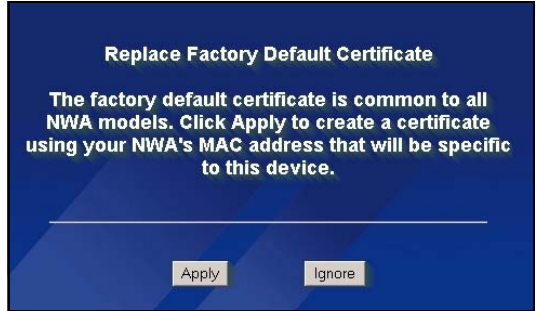 Replace Factory Default Certificate
The factory default certificate is common to all
NWA models. Click Apply to create a certificate
using your NWA's MAC address that will be specific
to this device.
Apply
Ignore